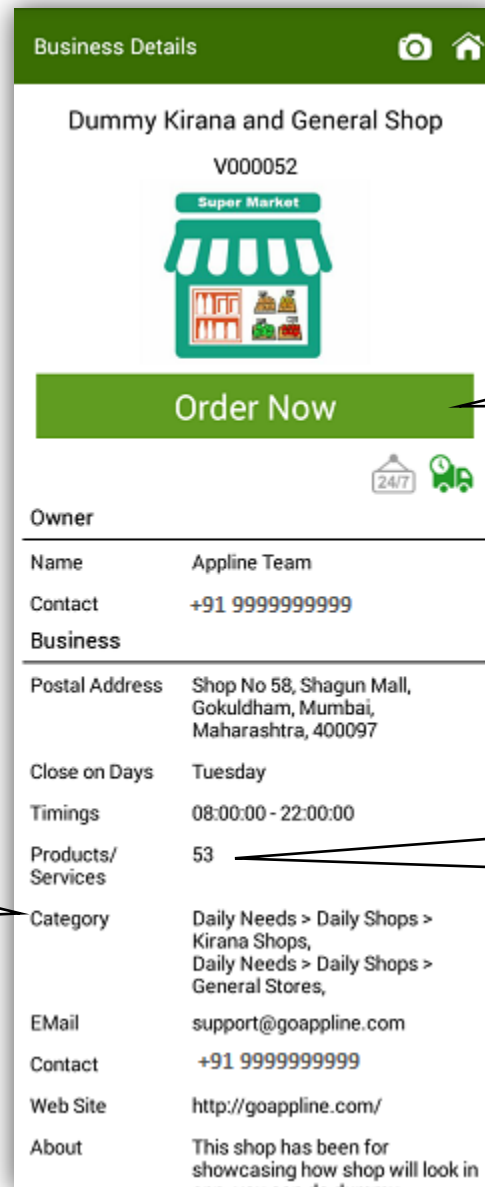 Business Details
Dummy Kirana and General Shop
V000052
Super Market
Order Now
24/7
Owner
Name Appline Team
Contact +91 9999999999
Business
Postal Address Shop No 58, Shagun Mall,
Gokuldham, Mumbai,
Maharashtra, 400097
Close on Days Tuesday
Timings 08:00:00 - 22:00:00
Products/ 53
Services
Category Daily Needs > Daily Shops >
Kirana Shops,
Daily Needs > Daily Shops >
General Stores,
EMail support@goappline.com
Contact +91 9999999999
Web Site http://goappline.com/
About This shop has been for
showcasing how shop will look in